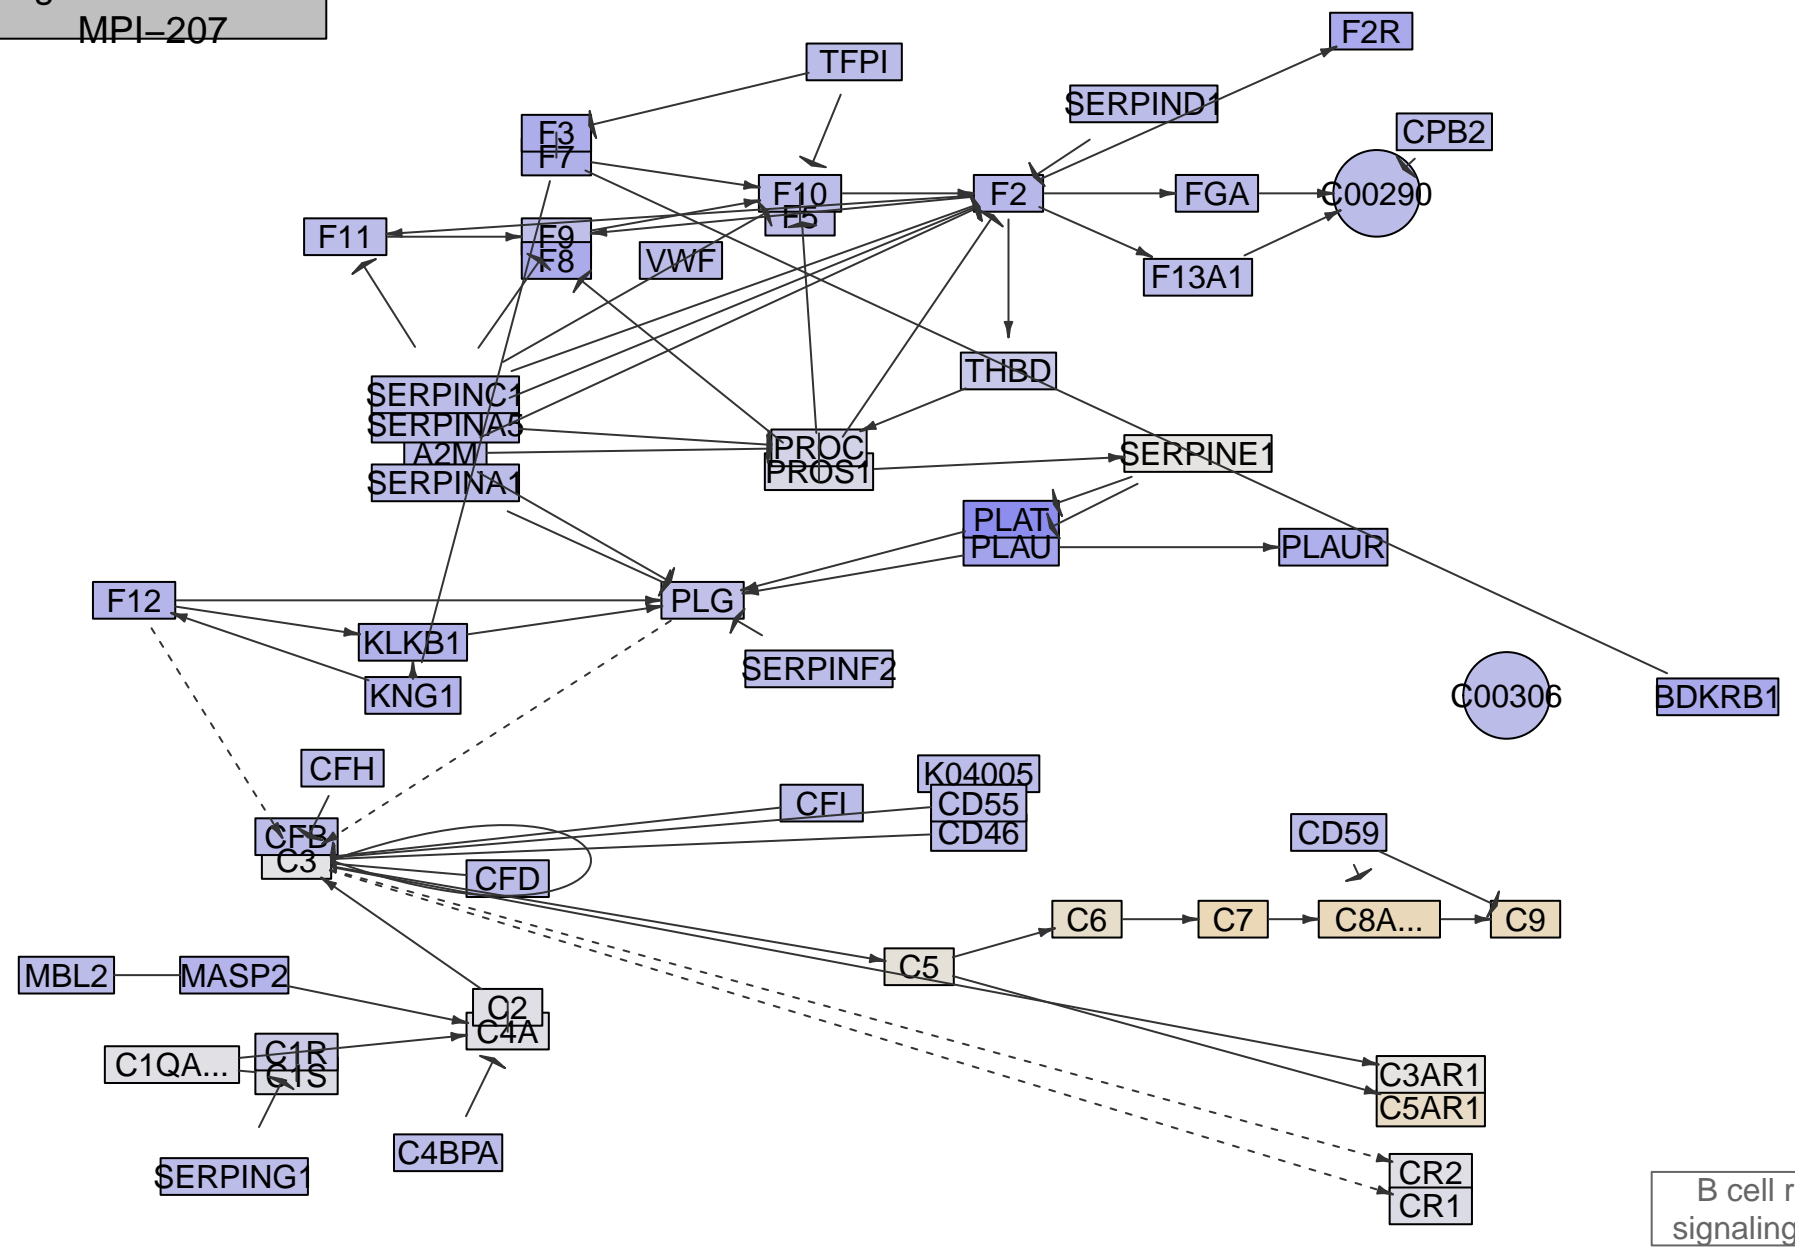 MPI–207
F2R
TFPI
SERPIND1
CPB2
F3
F7
F10
F5
F2
FGA
C00290
F11
F9
F8
VWF
F13A1
THBD
SERPINC1
SERPINA5
A2M
SERPINA1
PROC
PROS1
SERPINE1
PLAT
PLAU
PLAUR
F12
PLG
KLKB1
KNG1
SERPINF2
C00306
BDKRB1
CFH
K04005
CFI
CD55
CD46
CFB
C3
CFD
CD59
C6
C7
C8A...
C9
C5
MBL2
MASP2
C2
C4A
C1QA...
C1R
C1S
C3AR1
C5AR1
C4BPA
SERPING1
CR2
CR1
B cell r
signaling